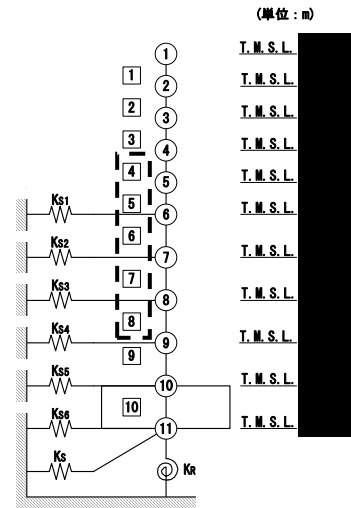 (単位：m)
① T.M.S.L.
1
② T.M.S.L.
2
③ T.M.S.L.
3
④ T.M.S.L.
4
⑤ T.M.S.L.
5
KS1 ⑥ T.M.S.L.
6
KS2 ⑦ T.M.S.L.
7
KS3 ⑧ T.M.S.L.
8
KS4 ⑨ T.M.S.L.
9
KS5 ⑩ T.M.S.L.
10
KS6 ⑪ T.M.S.L.
KS KR